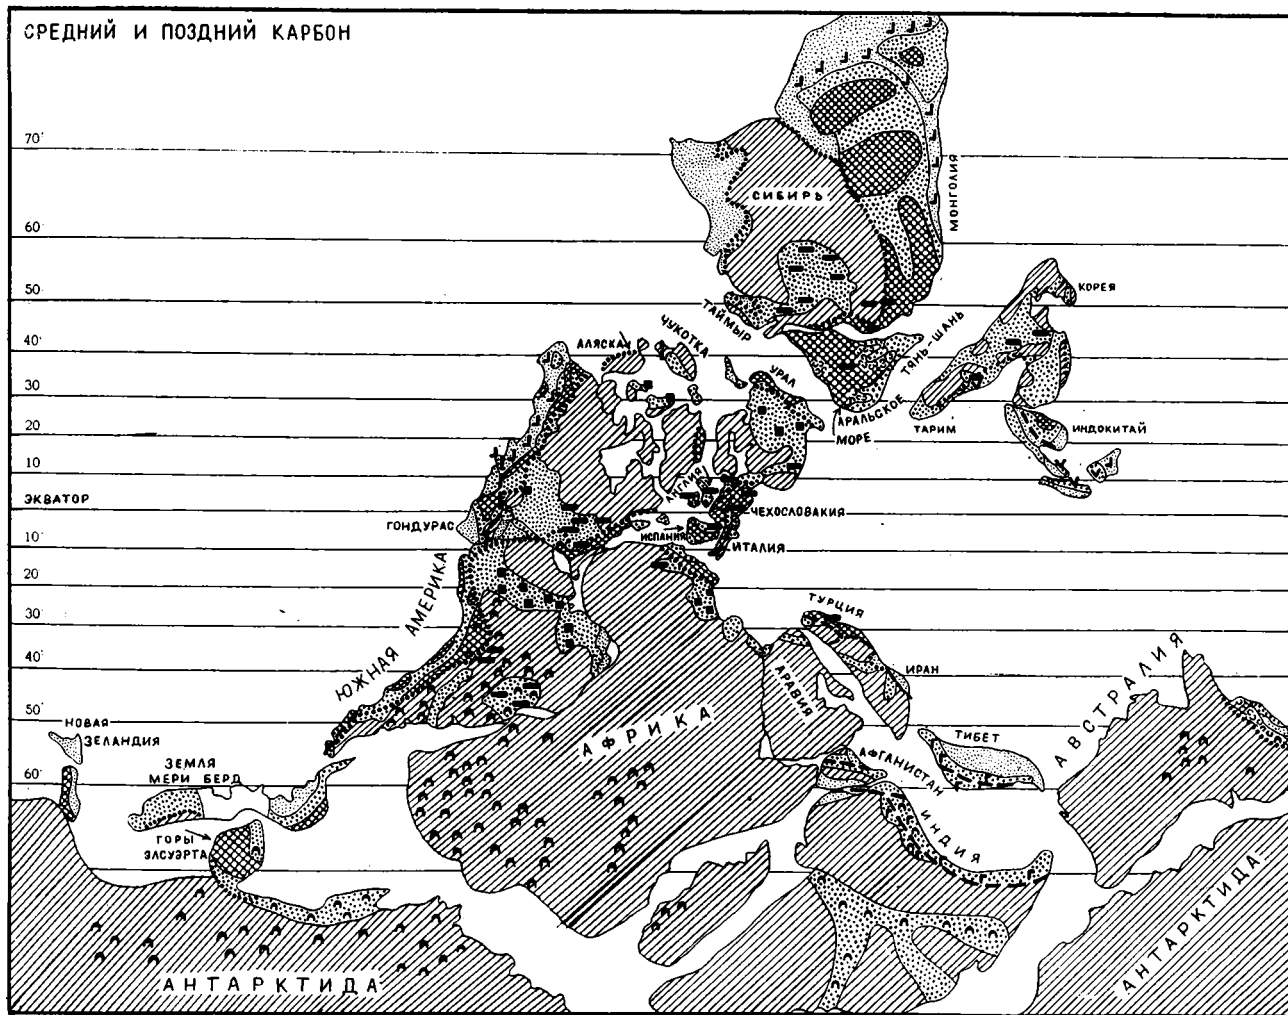 СРЕДНИЙ И ПОЗДНИЙ КАРБОН
70°
СИБИРЬ
МОНГОЛИЯ
60°
50°
КОРЕЯ
ТАЙМЫР
ЧУКОТКА
ТЯНЬ-ШАНЬ
АЛЯСКА
40°
УРАЛ
30
АРАЛЬСКОЕ
МОРЕ
ТАРИМ
20
ИНДОКИТАЙ
10
АНГЛИЯ
ЭКВАТОР
ГОНДУРАС
ЧЕХОСЛОВАКИЯ
ИСПАНИЯ
ИТАЛИЯ
10
20
ТУРЦИЯ
30°
ЮЖНАЯ АМЕРИКА
40°
ИРАН
АРАВИЯ
АФРИКА
50°
НОВАЯ
ЗЕЛАНДИЯ
ТИБЕТ
АВСТРАЛИЯ
АФГАНИСТАН
ЗЕМЛЯ
МЕРИ БЕРД
60°
ИНДИЯ
ГОРЫ
ЭЛСУЭРТА
АНТАРКТИДА
АНТАРКТИДА